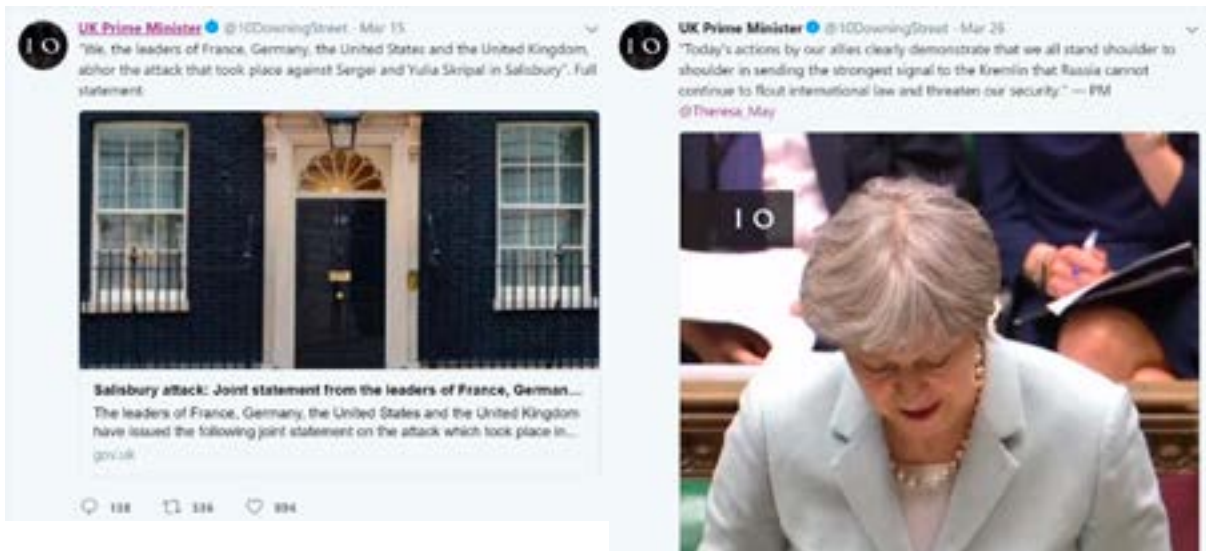 UK Prime Minister @10DowningStreet · Mar 15
"We, the leaders of France, Germany, the United States and the United Kingdom,
abhor the attack that took place against Sergei and Yulia Skripal in Salisbury". Full
statement
Salisbury attack: Joint statement from the leaders of France, German...
The leaders of France, Germany, the United States and the United Kingdom
have issued the following joint statement on the attack which took place in...
gov.uk
138
UK Prime Minister @10DowningStreet · Mar 26
"Today's actions by our allies clearly demonstrate that we all stand shoulder to
shoulder in sending the strongest signal to the Kremlin that Russia cannot
continue to flout international law and threaten our security." — PM
@Theresa_May
10